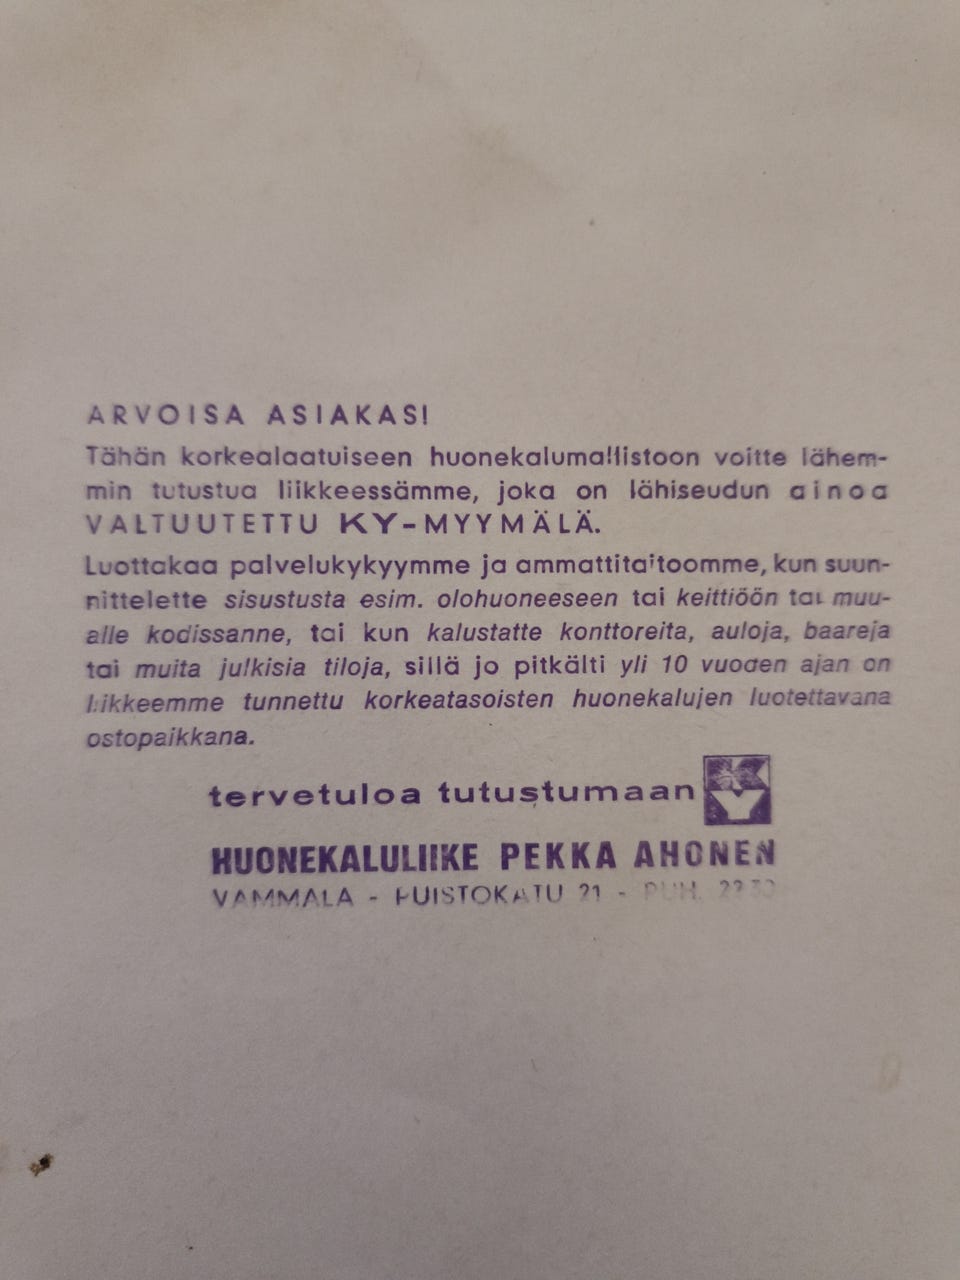 ARVOISA ASIAKAS!
Tähän korkealaatuiseen huonekalumallistoon voitte lähem-
min tutustua liikkeessämme, joka on lähiseudun ainoa
VALTUUTETTU KY-MYYMÄLÄ.
Luottakaa palvelukykyymme ja ammattitaitoomme, kun suun-
nittelette sisustusta esim. olohuoneeseen tai keittiöön tai muu-
alle kodissanne, tai kun kalustatte konttoreita, auloja, baareja
tai muita julkisia tiloja, sillä jo pitkälti yli 10 vuoden ajan on
liikkeemme tunnettu korkeatasoisten huonekalujen luotettavana
ostopaikkana.
tervetuloa tutustumaan
HUONEKALULIIKE PEKKA AHONEN
VAMMALA - PUISTOKATU 21 - PUH.